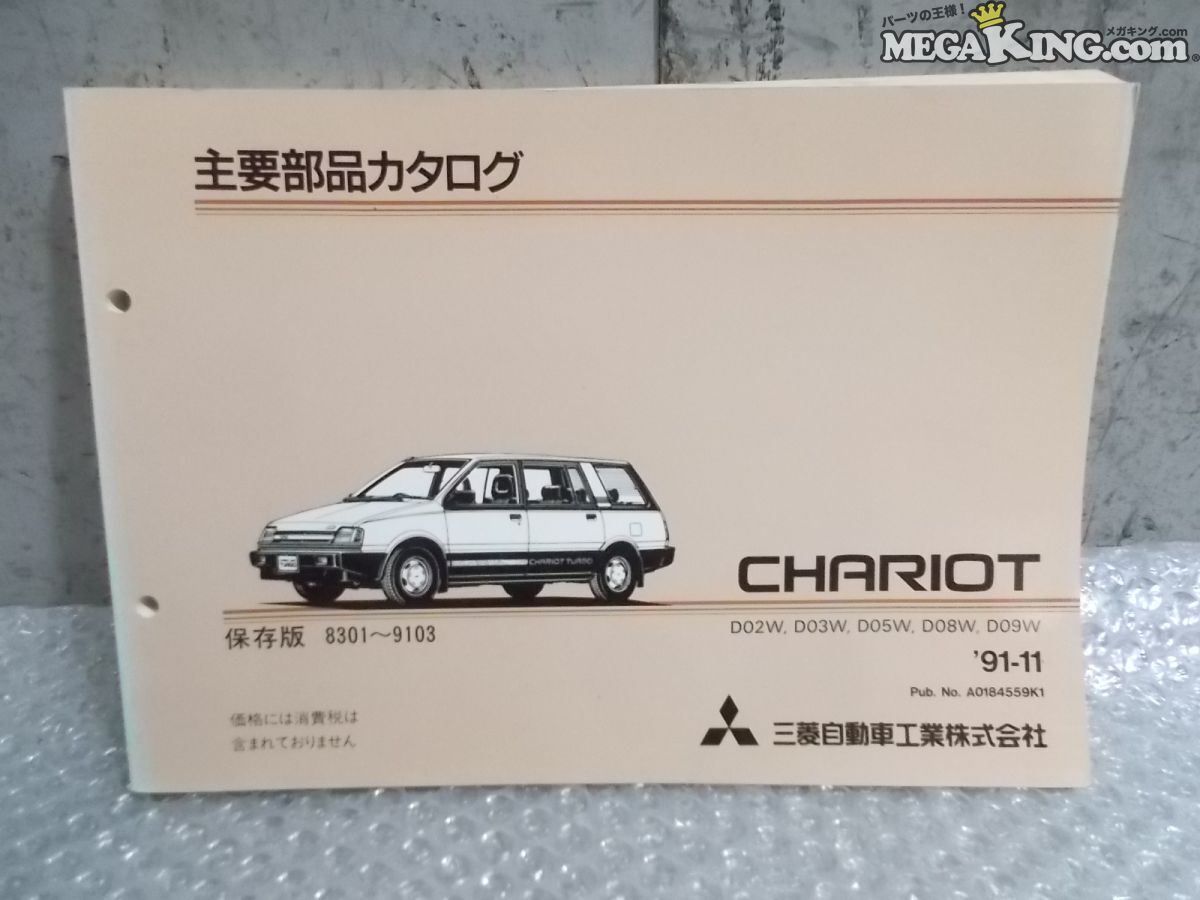 パーツの王様！
メガキング.com
MEGAKING.com®
主要部品カタログ
CHARIOT TURBO
CHARIOT
保存版 8301～9103
D02W, D03W, D05W, D08W, D09W
'91-11
Pub. No. A0184559K1
価格には消費税は
含まれておりません
三菱自動車工業株式会社